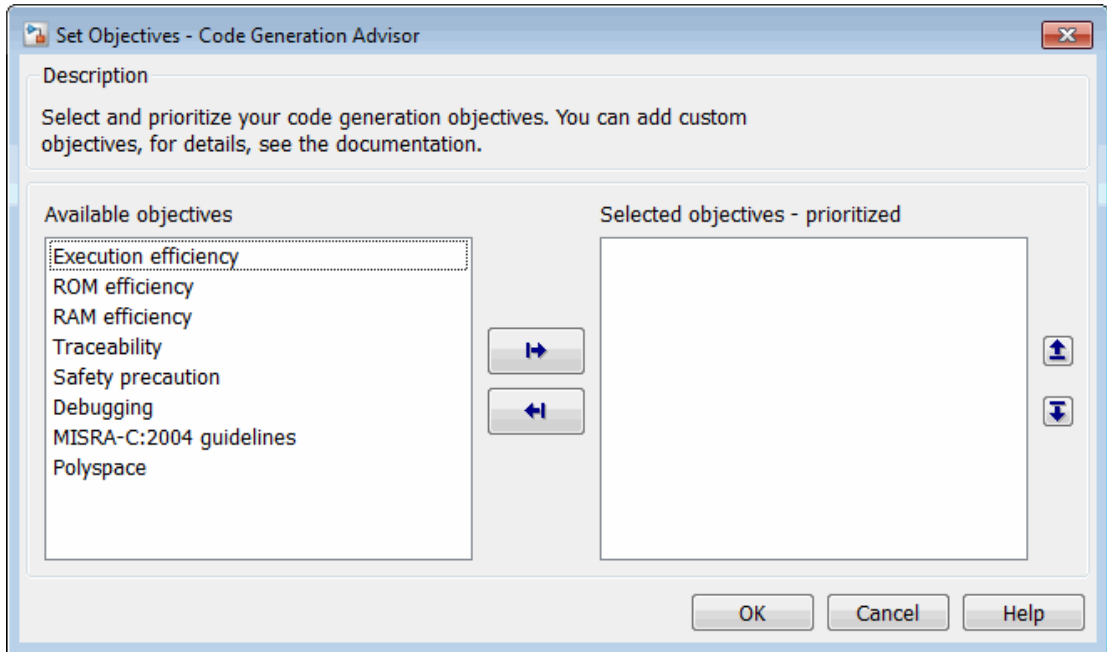 Set Objectives - Code Generation Advisor
Description
Select and prioritize your code generation objectives. You can add custom
objectives, for details, see the documentation.
Available objectives
Execution efficiency
ROM efficiency
RAM efficiency
Traceability
Safety precaution
Debugging
MISRA-C:2004 guidelines
Polyspace
Selected objectives - prioritized
OK
Cancel
Help